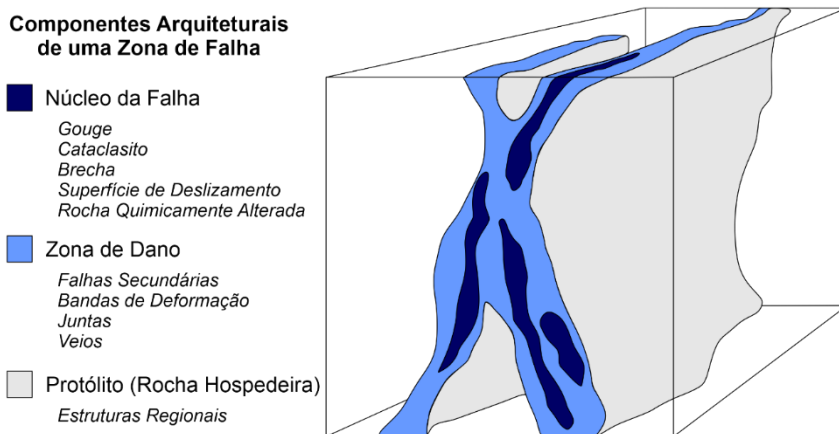 Componentes Arquiteturais
de uma Zona de Falha
Núcleo da Falha
Gouge
Cataclasito
Brecha
Superfície de Deslizamento
Rocha Quimicamente Alterada
Zona de Dano
Falhas Secundárias
Bandas de Deformação
Juntas
Veios
Protólito (Rocha Hospedeira)
Estruturas Regionais